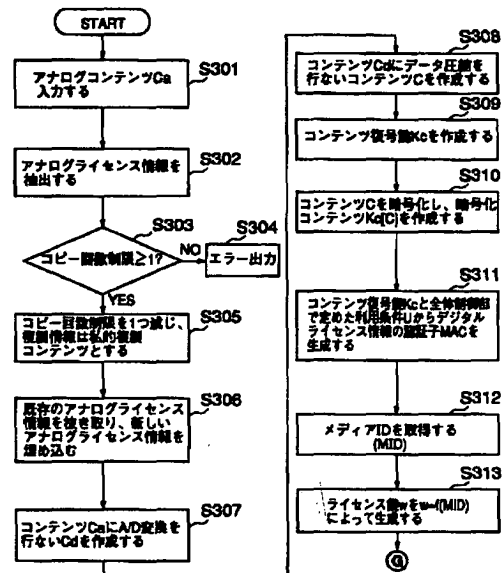 START
S301
アナログコンテンツCa
入力する
S302
アナログライセンス情報を
抽出する
S303
コピー回数制限≥1?
NO
S304
エラー出力
YES
S305
コピー回数制限を1つ減じ、
複製情報は私的複製
コンテンツとする
S306
既存のアナログライセンス
情報を抜き取り、新しい
アナログライセンス情報を
埋め込む
S307
コンテンツCaにA/D変換を
行ないCdを作成する
S308
コンテンツCdにデータ圧縮を
行ないコンテンツCを作成する
S309
コンテンツ復号鍵Kcを作成する
S310
コンテンツCを暗号化し、暗号化
コンテンツKc[C]を作成する
S311
コンテンツ復号鍵Kcと全体制御部
で定めた利用条件Uからデジタル
ライセンス情報の認証子MACを
生成する
S312
メディアIDを取得する
(MID)
S313
ライセンス鍵wをw=f(MID)
によって生成する
G